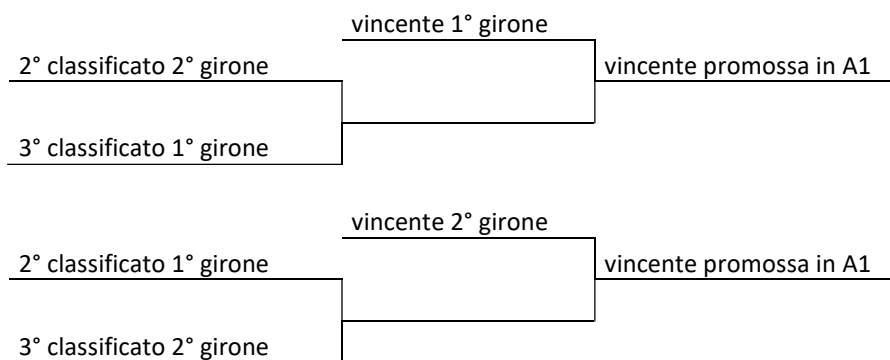 vincente 1° girone
2° classificato 2° girone
vincente promossa in A1
3° classificato 1° girone
vincente 2° girone
2° classificato 1° girone
vincente promossa in A1
3° classificato 2° girone